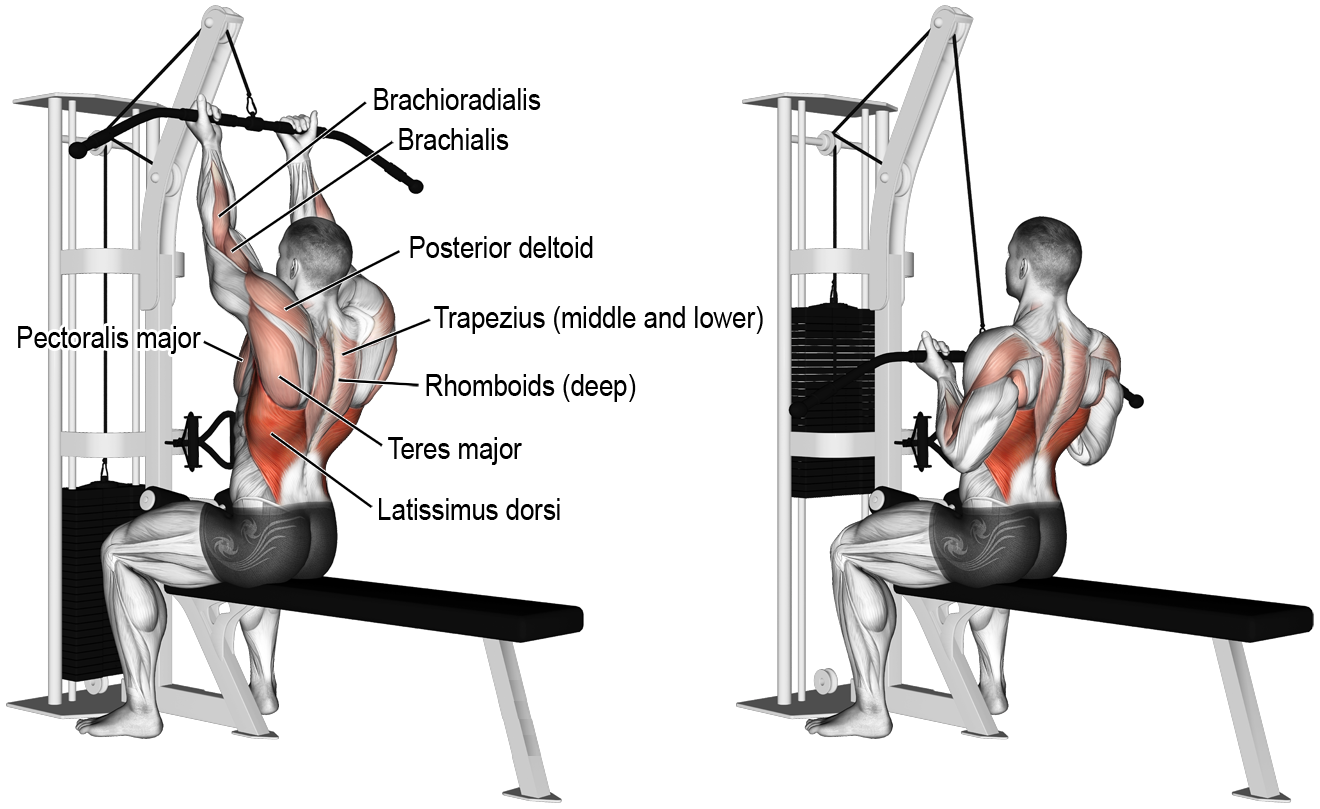 Brachioradialis
Brachialis
Posterior deltoid
Trapezius (middle and lower)
Pectoralis major
Rhomboids (deep)
Teres major
Latissimus dorsi